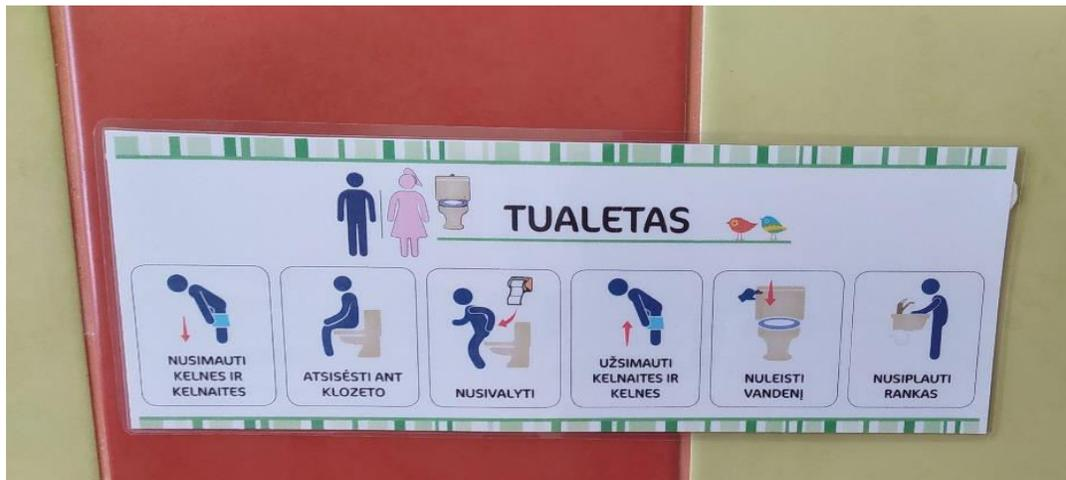 TUALETAS
NUSIMAUTI
KELNES IR
KELNAITES
ATSISĖSTI ANT
KLOZETO
NUSIVALYTI
UŽSIMAUTI
KELNAITES IR
KELNES
NULEISTI
VANDENĮ
NUSIPLAUTI
RANKAS